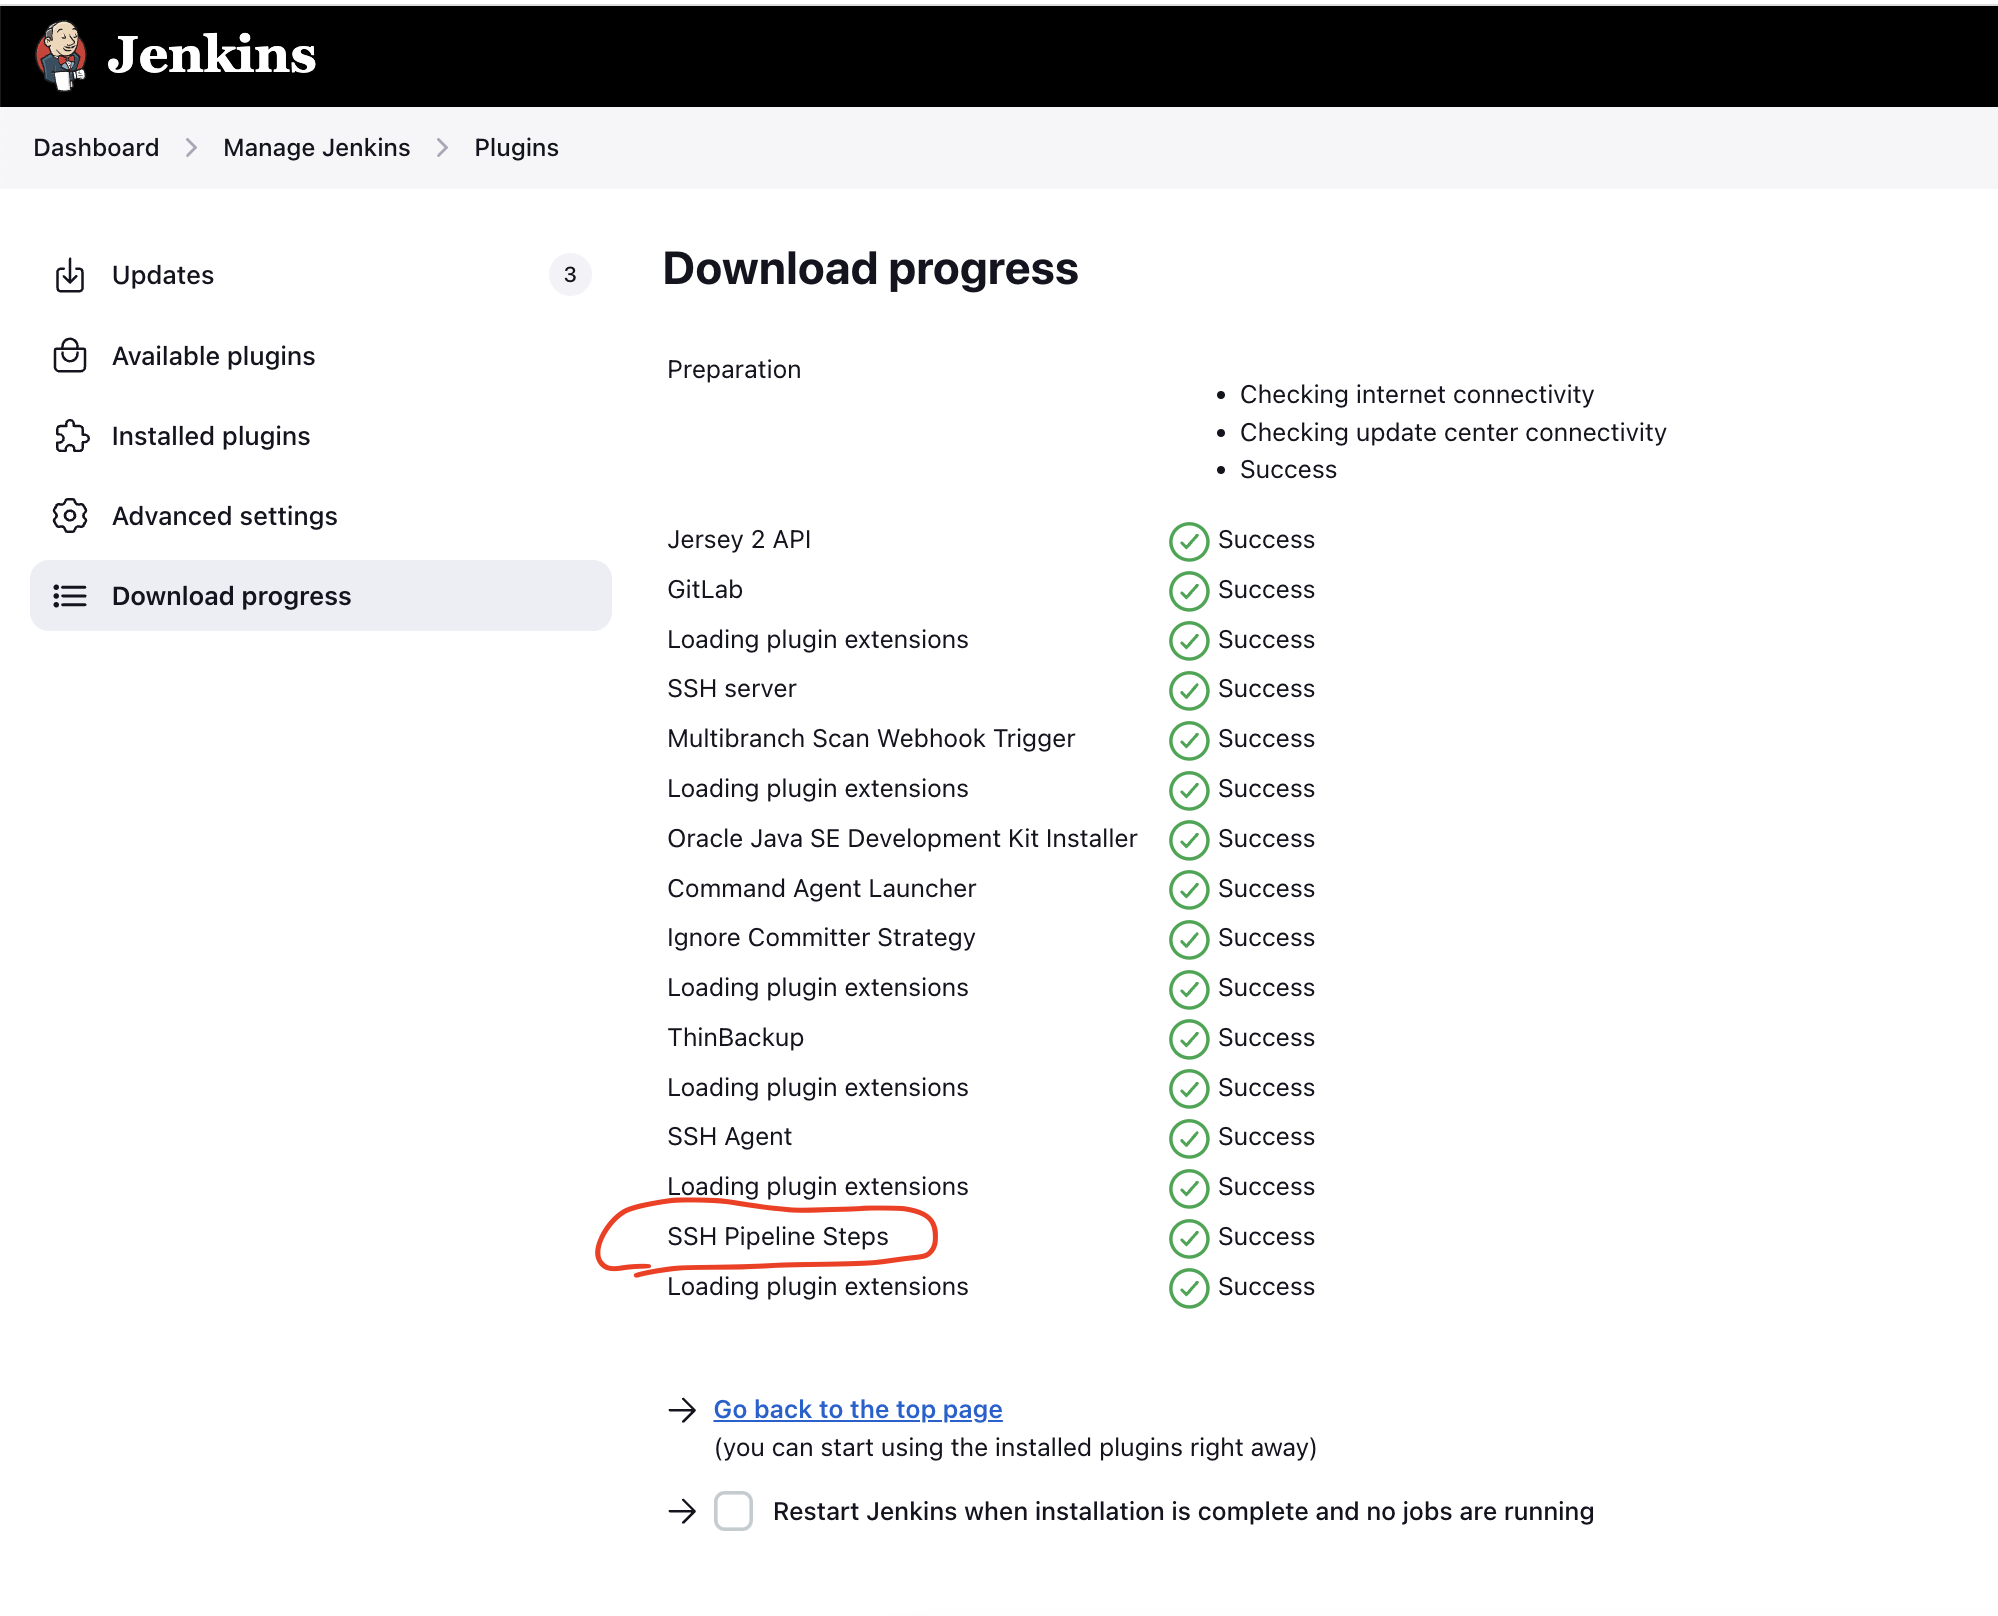 Jenkins
Dashboard > Manage Jenkins > Plugins
Updates 3
Available plugins
Installed plugins
Advanced settings
Download progress
Download progress
Preparation
• Checking internet connectivity
• Checking update center connectivity
• Success
Jersey 2 API Success
GitLab Success
Loading plugin extensions Success
SSH server Success
Multibranch Scan Webhook Trigger Success
Loading plugin extensions Success
Oracle Java SE Development Kit Installer Success
Command Agent Launcher Success
Ignore Committer Strategy Success
Loading plugin extensions Success
ThinBackup Success
Loading plugin extensions Success
SSH Agent Success
Loading plugin extensions Success
SSH Pipeline Steps Success
Loading plugin extensions Success
→ Go back to the top page
(you can start using the installed plugins right away)
→ Restart Jenkins when installation is complete and no jobs are running